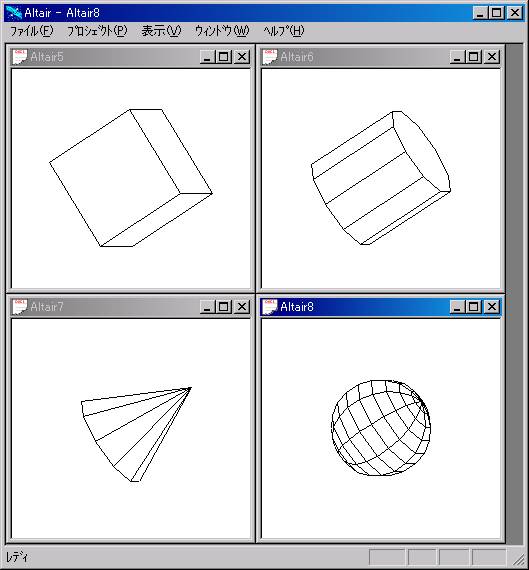 Altair - Altair8
ﾌｧｲﾙ(F) ﾌﾟﾛｼﾞｪｸﾄ(P) 表示(V) ｳｨﾝﾄﾞｳ(W) ﾍﾙﾌﾟ(H)
Altair5
Altair6
Altair7
Altair8
ﾚﾃﾞｨ